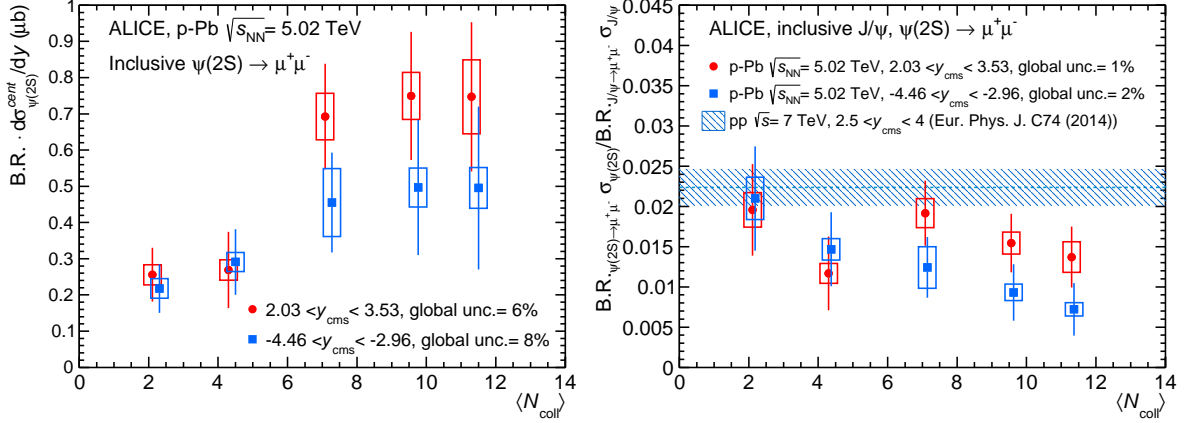 ALICE, p-Pb √s_NN = 5.02 TeV
Inclusive ψ(2S) → μ⁺μ⁻
B.R. · dσ^cent_ψ(2S)/dy (μb)
1
0.9
0.8
0.7
0.6
0.5
0.4
0.3
0.2
0.1
0
2.03 <y_cms< 3.53, global unc.= 6%
-4.46 <y_cms< -2.96, global unc.= 8%
0 2 4 6 8 10 12 14
⟨N_coll⟩
ALICE, inclusive J/ψ, ψ(2S) → μ⁺μ⁻
p-Pb √s_NN= 5.02 TeV, 2.03 <y_cms< 3.53, global unc.= 1%
p-Pb √s_NN= 5.02 TeV, -4.46 <y_cms< -2.96, global unc.= 2%
pp √s= 7 TeV, 2.5 <y_cms< 4 (Eur. Phys. J. C74 (2014))
B.R._ψ(2S)→μ⁺μ⁻ σ_ψ(2S)/B.R._J/ψ→μ⁺μ⁻ σ_J/ψ
0.045
0.04
0.035
0.03
0.025
0.02
0.015
0.01
0.005
0
0 2 4 6 8 10 12 14
⟨N_coll⟩